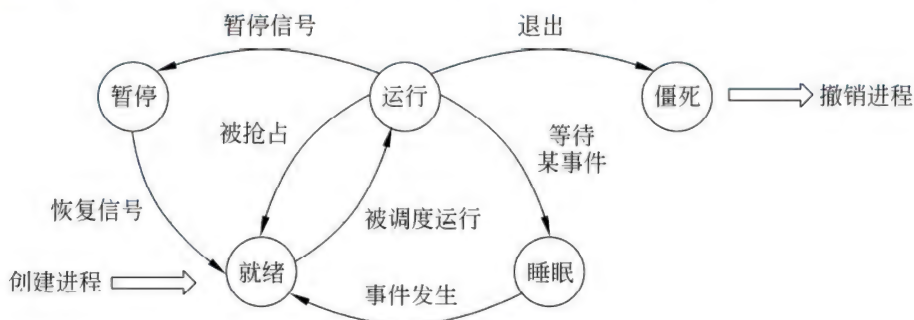 暂停信号
退出
暂停
运行
僵死
撤销进程
被抢占
等待
某事件
恢复信号
被调度运行
就绪
睡眠
创建进程
事件发生